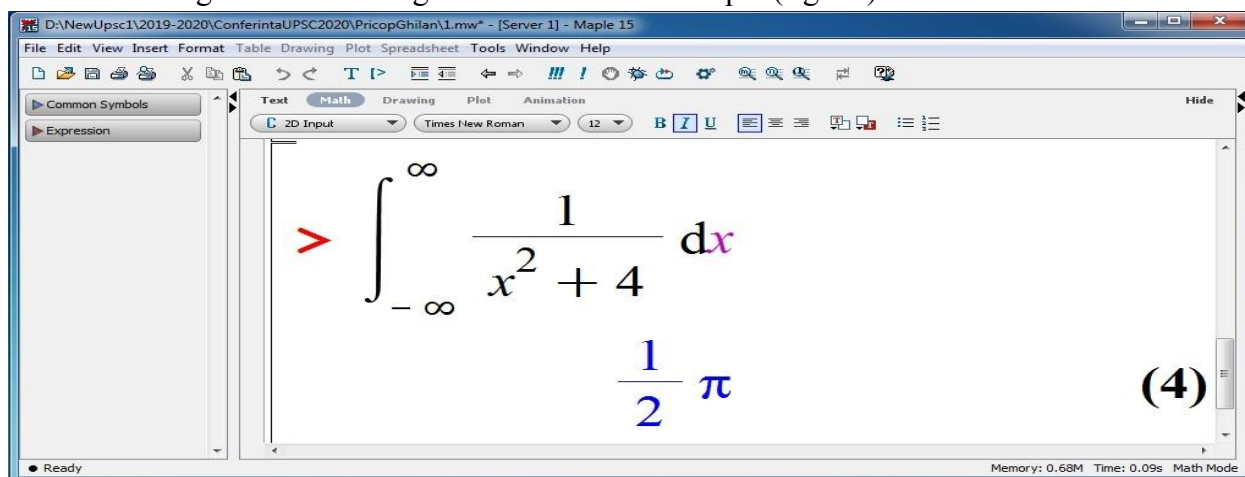 D:\NewUpsc1\2019-2020\ConferintaUPSC2020\PricopGhilan\1.mw* - [Server 1] - Maple 15
File Edit View Insert Format Table Drawing Plot Spreadsheet Tools Window Help
Common Symbols
Expression
Text Math Drawing Plot Animation Hide
C 2D Input Times New Roman 12 B I U
> ∫_{-∞}^{∞} 1/(x^2 + 4) dx
1/2 π (4)
Ready Memory: 0.68M Time: 0.09s Math Mode